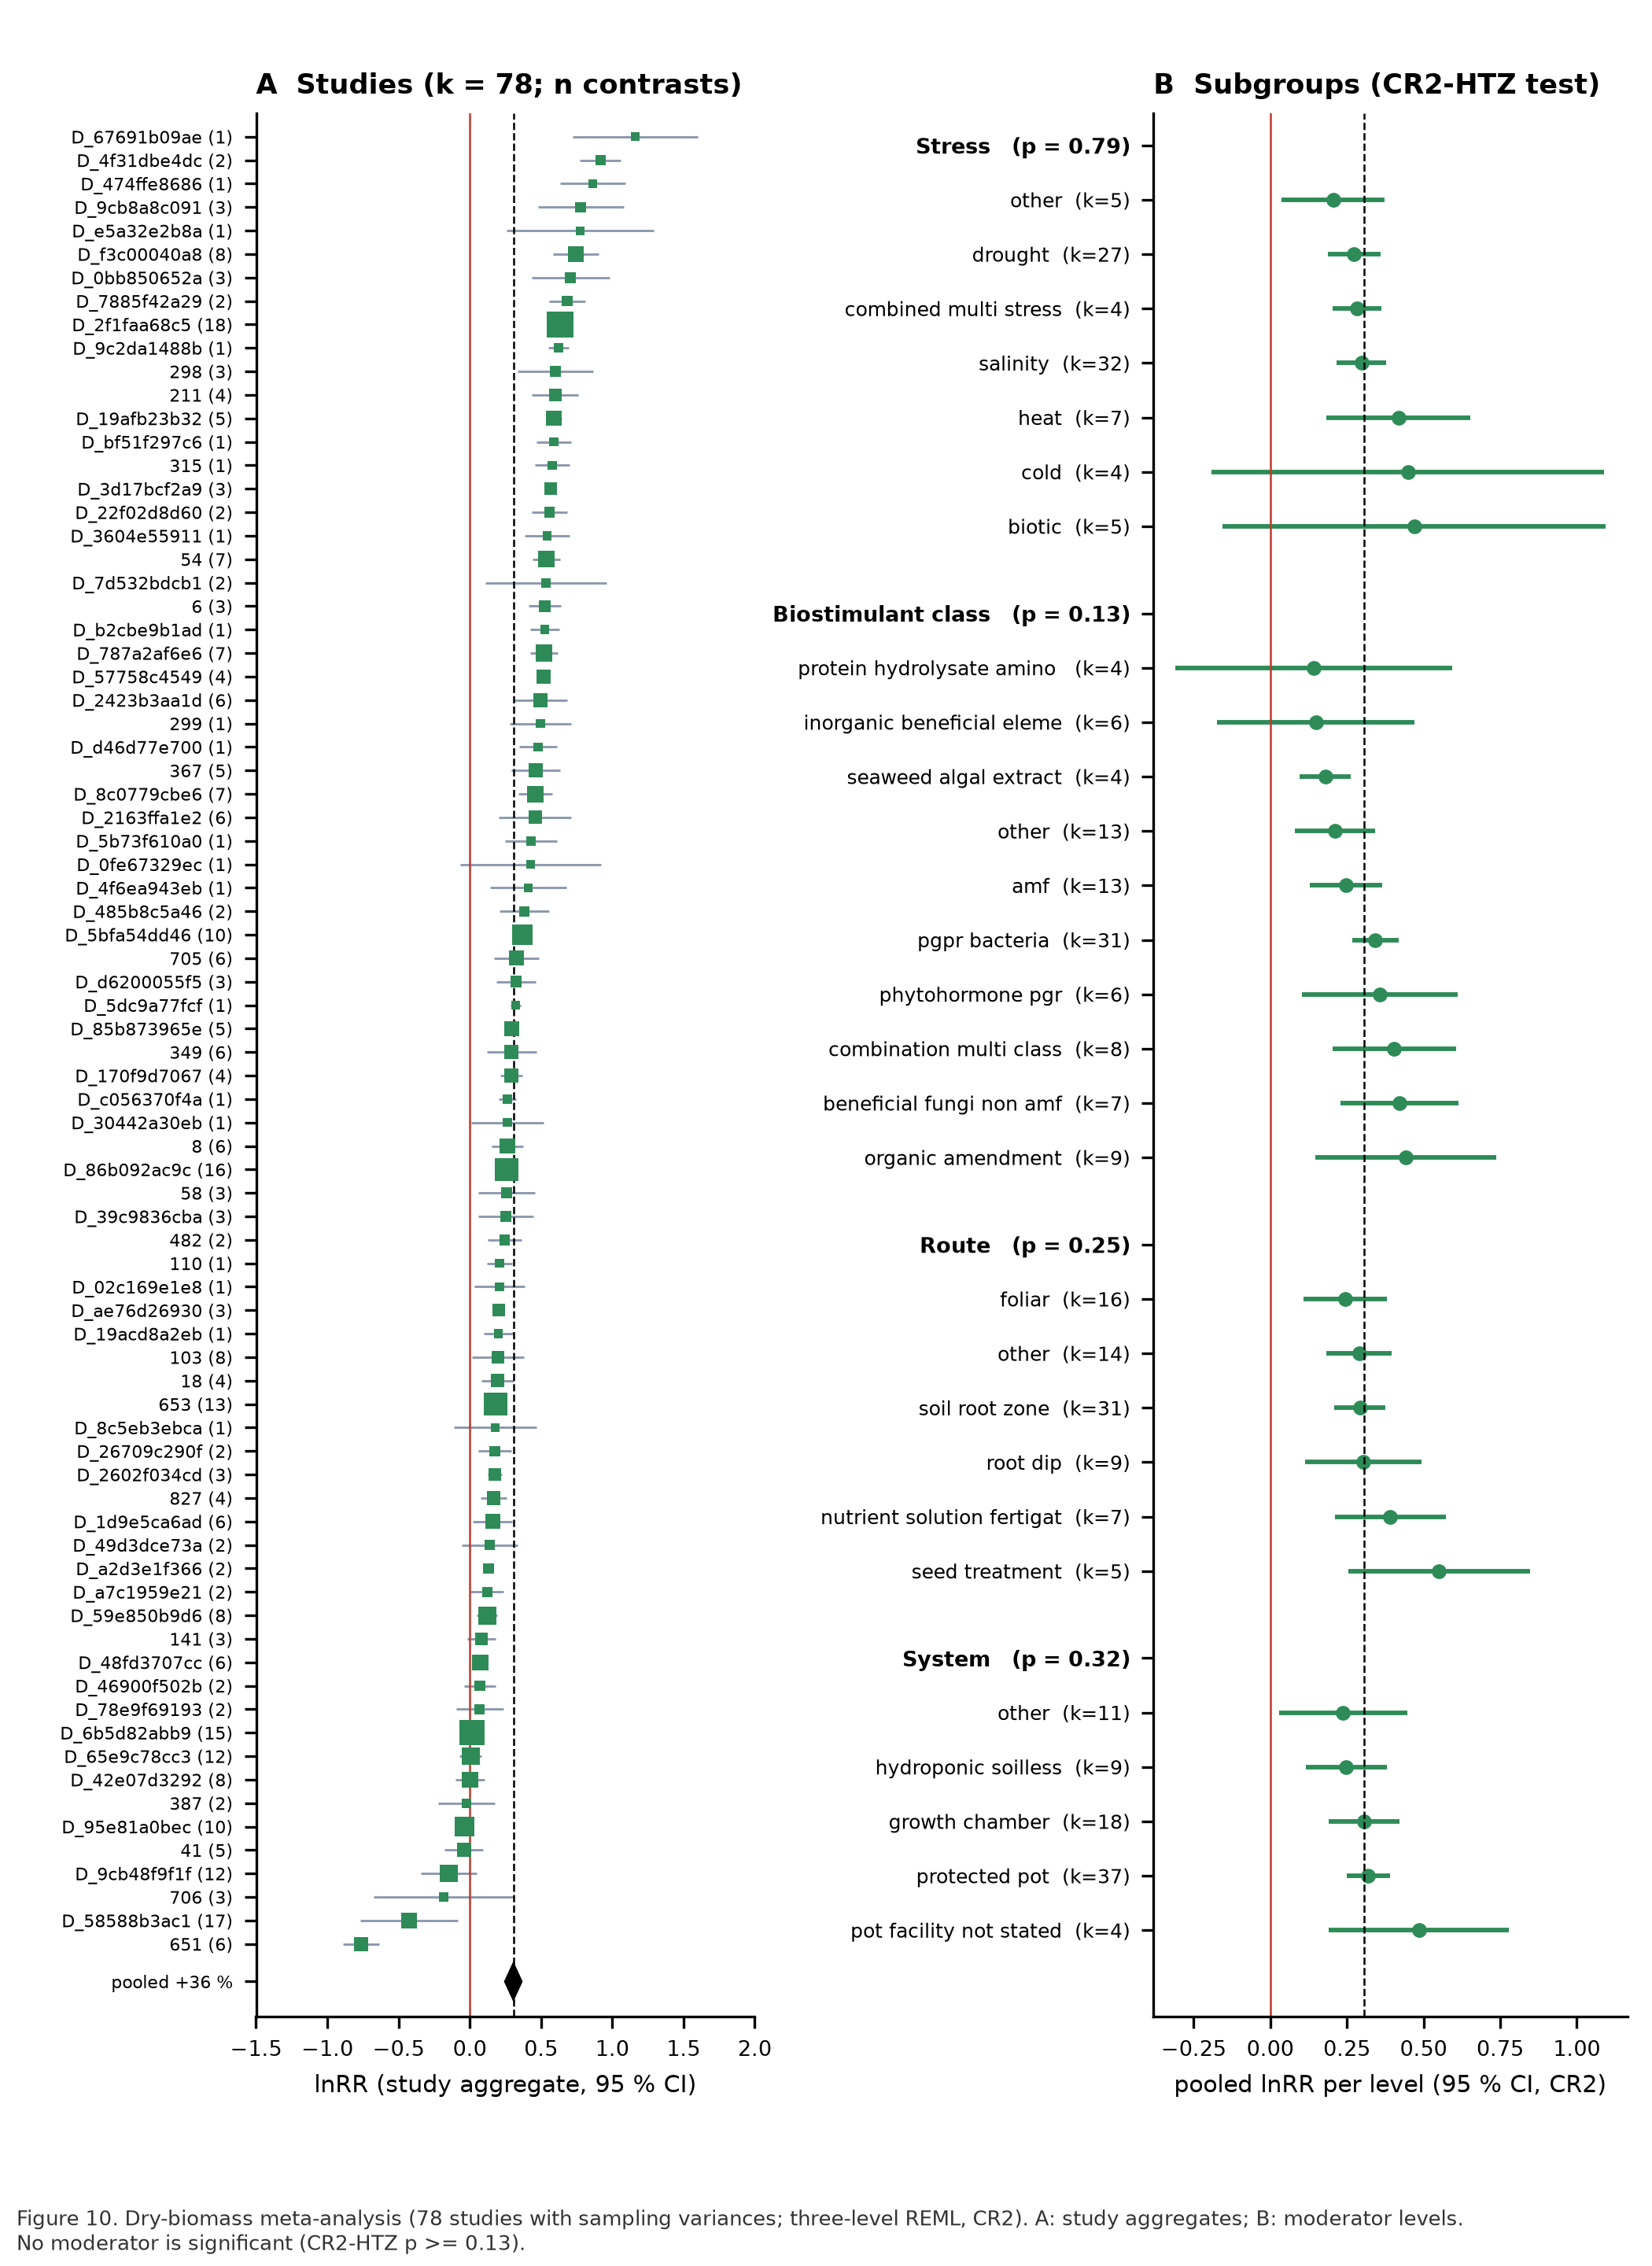 A  Studies (k = 78; n contrasts)
D_67691b09ae (1)
D_4f31dbe4dc (2)
D_474ffe8686 (1)
D_9cb8a8c091 (3)
D_e5a32e2b8a (1)
D_f3c00040a8 (8)
D_0bb850652a (3)
D_7885f42a29 (2)
D_2f1faa68c5 (18)
D_9c2da1488b (1)
298 (3)
211 (4)
D_19afb23b32 (5)
D_bf51f297c6 (1)
315 (1)
D_3d17bcf2a9 (3)
D_22f02d8d60 (2)
D_3604e55911 (1)
54 (7)
D_7d532bdcb1 (2)
6 (3)
D_b2cbe9b1ad (1)
D_787a2af6e6 (7)
D_57758c4549 (4)
D_2423b3aa1d (6)
299 (1)
D_d46d77e700 (1)
367 (5)
D_8c0779cbe6 (7)
D_2163ffa1e2 (6)
D_5b73f610a0 (1)
D_0fe67329ec (1)
D_4f6ea943eb (1)
D_485b8c5a46 (2)
D_5bfa54dd46 (10)
705 (6)
D_d6200055f5 (3)
D_5dc9a77fcf (1)
D_85b873965e (5)
349 (6)
D_170f9d7067 (4)
D_c056370f4a (1)
D_30442a30eb (1)
8 (6)
D_86b092ac9c (16)
58 (3)
D_39c9836cba (3)
482 (2)
110 (1)
D_02c169e1e8 (1)
D_ae76d26930 (3)
D_19acd8a2eb (1)
103 (8)
18 (4)
653 (13)
D_8c5eb3ebca (1)
D_26709c290f (2)
D_2602f034cd (3)
827 (4)
D_1d9e5ca6ad (6)
D_49d3dce73a (2)
D_a2d3e1f366 (2)
D_a7c1959e21 (2)
D_59e850b9d6 (8)
141 (3)
D_48fd3707cc (6)
D_46900f502b (2)
D_78e9f69193 (2)
D_6b5d82abb9 (15)
D_65e9c78cc3 (12)
D_42e07d3292 (8)
387 (2)
D_95e81a0bec (10)
41 (5)
D_9cb48f9f1f (12)
706 (3)
D_58588b3ac1 (17)
651 (6)
pooled +36 %
−1.5 −1.0 −0.5 0.0 0.5 1.0 1.5 2.0
lnRR (study aggregate, 95 % CI)
B  Subgroups (CR2-HTZ test)
Stress   (p = 0.79)
other  (k=5)
drought  (k=27)
combined multi stress  (k=4)
salinity  (k=32)
heat  (k=7)
cold  (k=4)
biotic  (k=5)
Biostimulant class   (p = 0.13)
protein hydrolysate amino   (k=4)
inorganic beneficial eleme  (k=6)
seaweed algal extract  (k=4)
other  (k=13)
amf  (k=13)
pgpr bacteria  (k=31)
phytohormone pgr  (k=6)
combination multi class  (k=8)
beneficial fungi non amf  (k=7)
organic amendment  (k=9)
Route   (p = 0.25)
foliar  (k=16)
other  (k=14)
soil root zone  (k=31)
root dip  (k=9)
nutrient solution fertigat  (k=7)
seed treatment  (k=5)
System   (p = 0.32)
other  (k=11)
hydroponic soilless  (k=9)
growth chamber  (k=18)
protected pot  (k=37)
pot facility not stated  (k=4)
−0.25 0.00 0.25 0.50 0.75 1.00
pooled lnRR per level (95 % CI, CR2)
Figure 10. Dry-biomass meta-analysis (78 studies with sampling variances; three-level REML, CR2). A: study aggregates; B: moderator levels.
No moderator is significant (CR2-HTZ p >= 0.13).